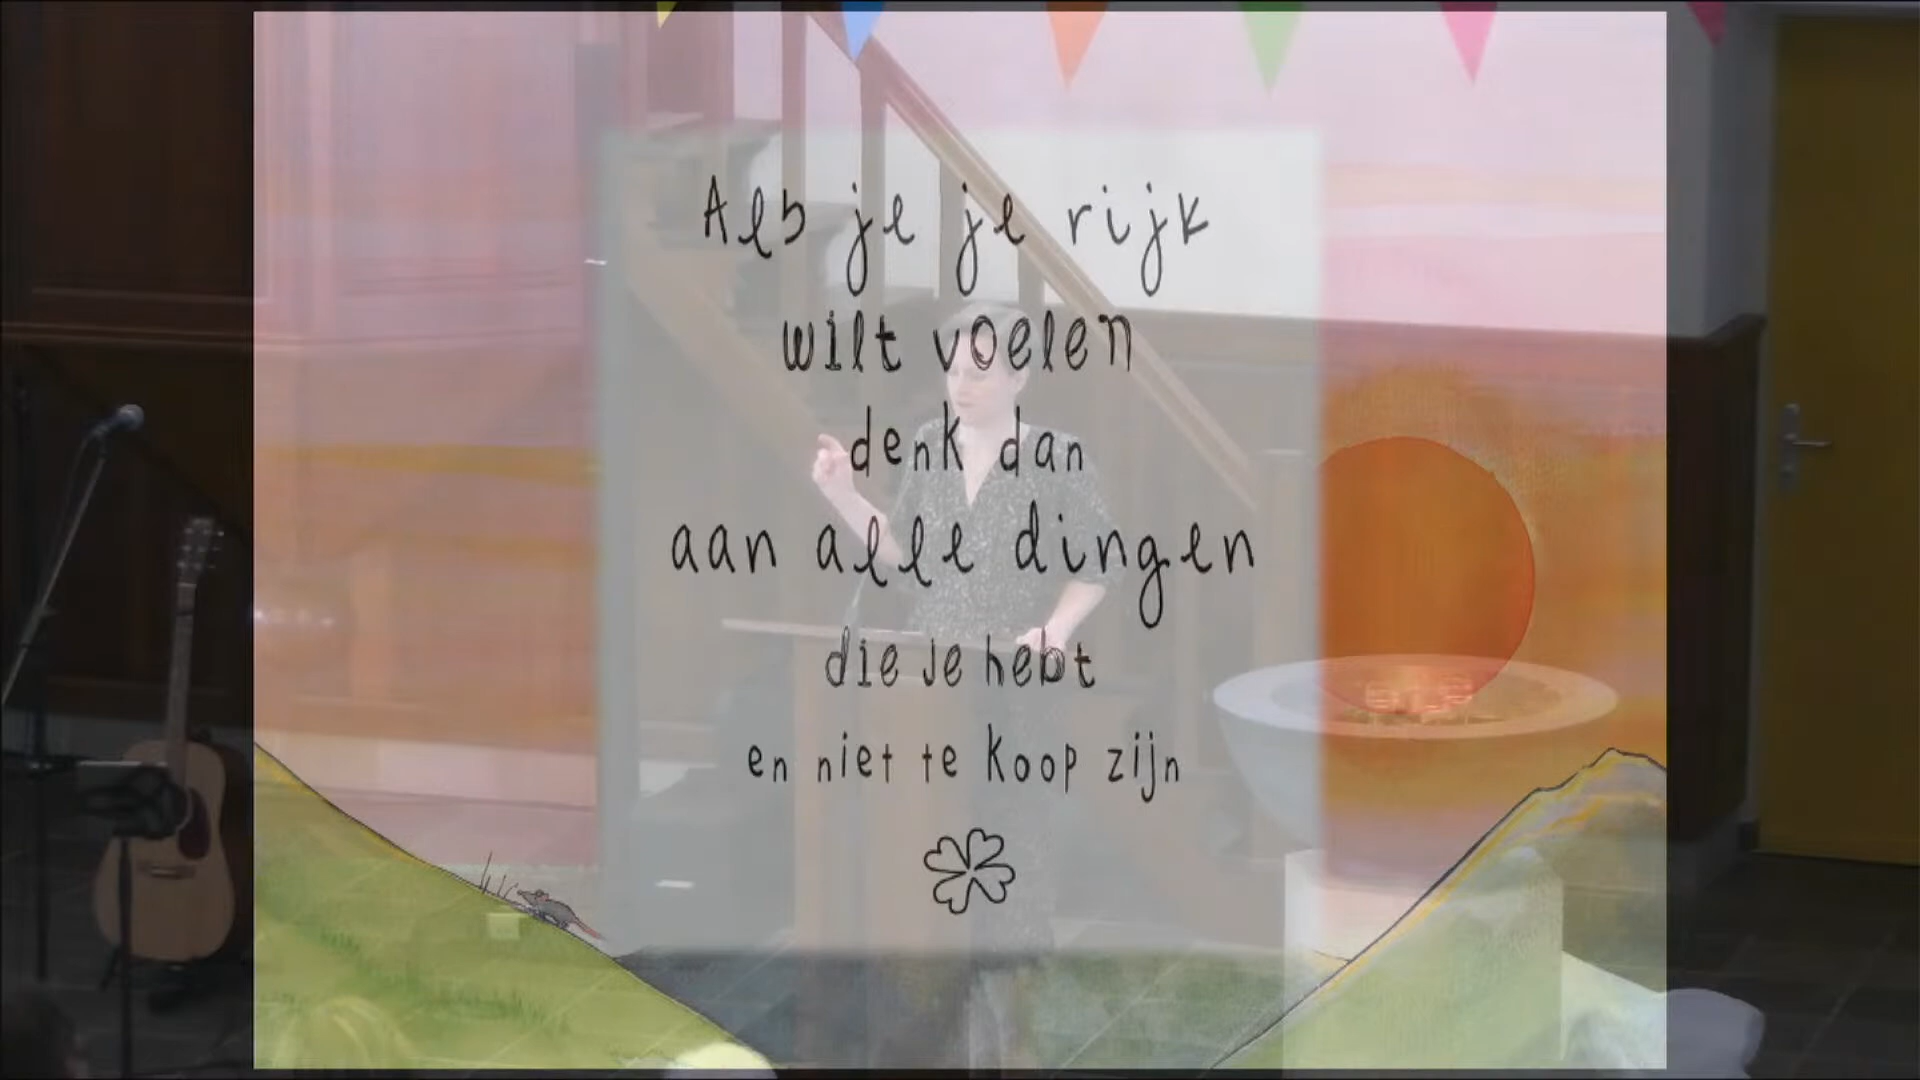 Als je je rijk
wilt voelen
denk dan
aan alle dingen
die je hebt
en niet te koop zijn